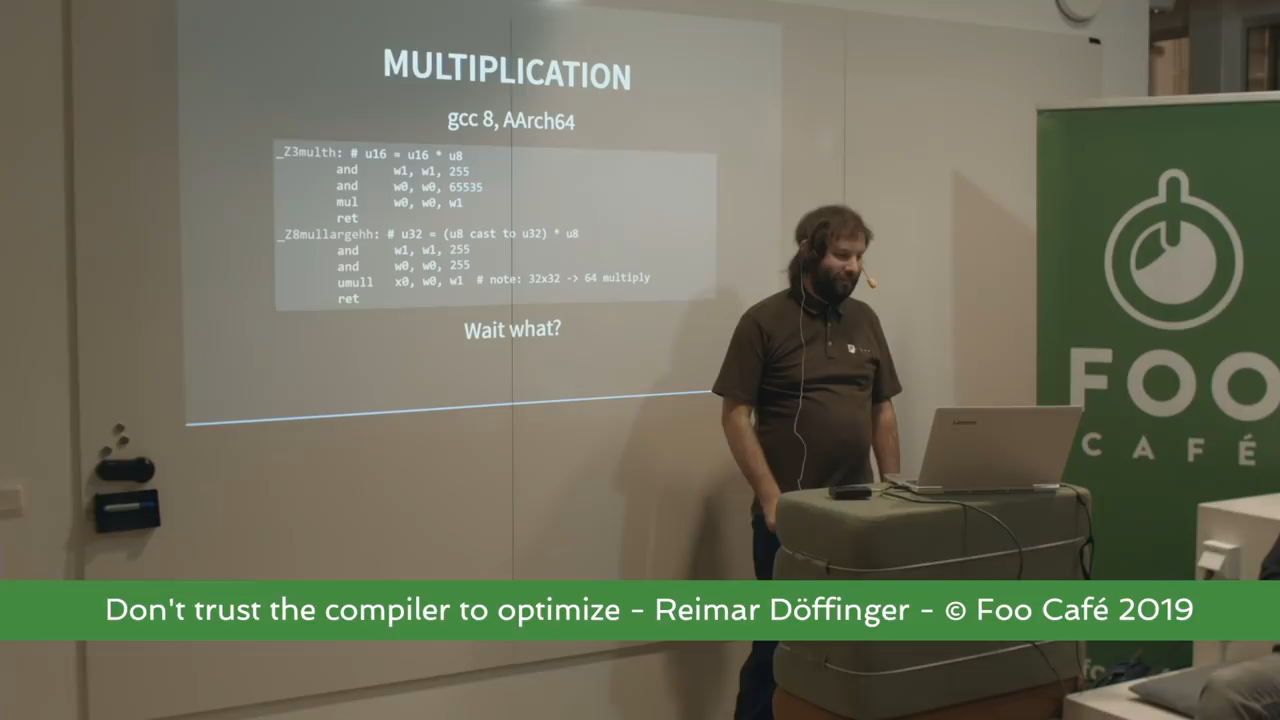 MULTIPLICATION
gcc 8, AArch64
_Z3multh: # u16 = u16 * u8
and w1, w1, 255
and w0, w0, 65535
mul w0, w0, w1
ret
_Z8mullargehh: # u32 = (u8 cast to u32) * u8
and w1, w1, 255
and w0, w0, 255
umull x0, w0, w1 # note: 32x32 -> 64 multiply
ret
Wait what?
Lenovo
FOO
CAFÉ
Don't trust the compiler to optimize - Reimar Döffinger - © Foo Café 2019